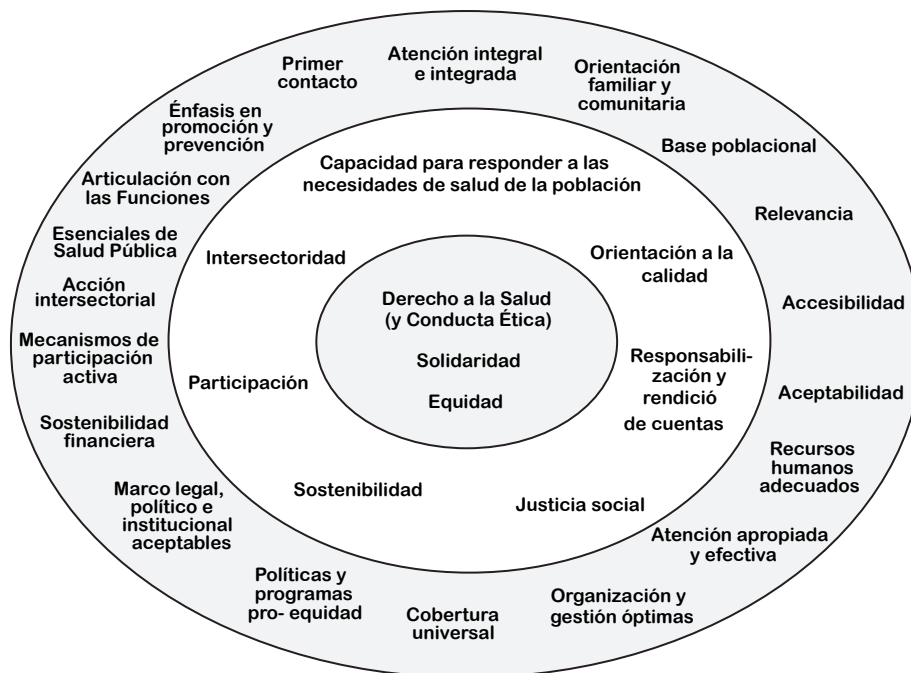 Primer
contacto
Atención integral
e integrada
Orientación
familiar y
comunitaria
Énfasis en
promoción y
prevención
Base poblacional
Capacidad para responder a las
necesidades de salud de la población
Articulación con
las Funciones
Esenciales de
Salud Pública
Relevancia
Intersectoridad
Orientación a la
calidad
Acción
intersectorial
Derecho a la Salud
(y Conducta Ética)
Solidaridad
Equidad
Accesibilidad
Mecanismos de
participación
activa
Participación
Responsabili-
zación y
rendició
de cuentas
Aceptabilidad
Sostenibilidad
financiera
Recursos
humanos
adecuados
Marco legal,
político e
institucional
aceptables
Sostenibilidad
Justicia social
Atención apropiada
y efectiva
Políticas y
programas
pro- equidad
Cobertura
universal
Organización y
gestión óptimas